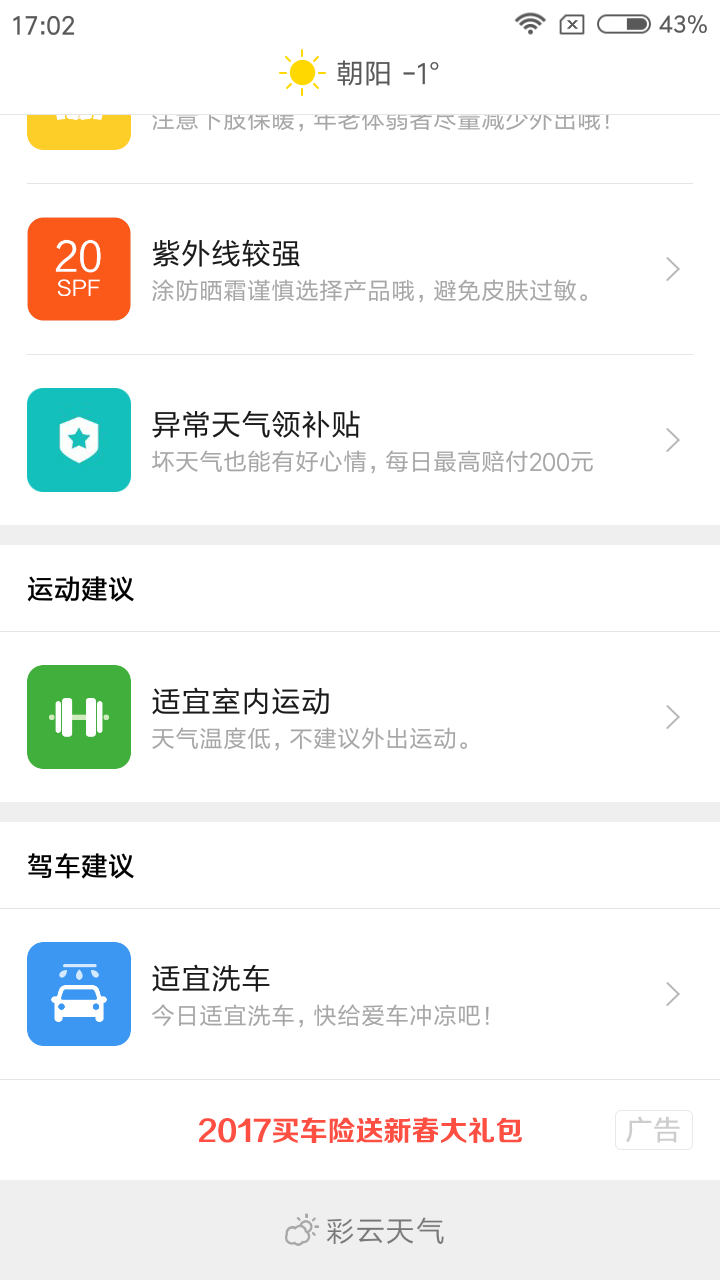 17:02
43%
朝阳 -1°
注意下肢保暖, 年老体弱者尽量减少外出哦!
20
SPF
紫外线较强
涂防晒霜谨慎选择产品哦, 避免皮肤过敏。
异常天气领补贴
坏天气也能有好心情, 每日最高赔付200元
运动建议
适宜室内运动
天气温度低, 不建议外出运动。
驾车建议
适宜洗车
今日适宜洗车, 快给爱车冲凉吧!
2017买车险送新春大礼包
广告
彩云天气